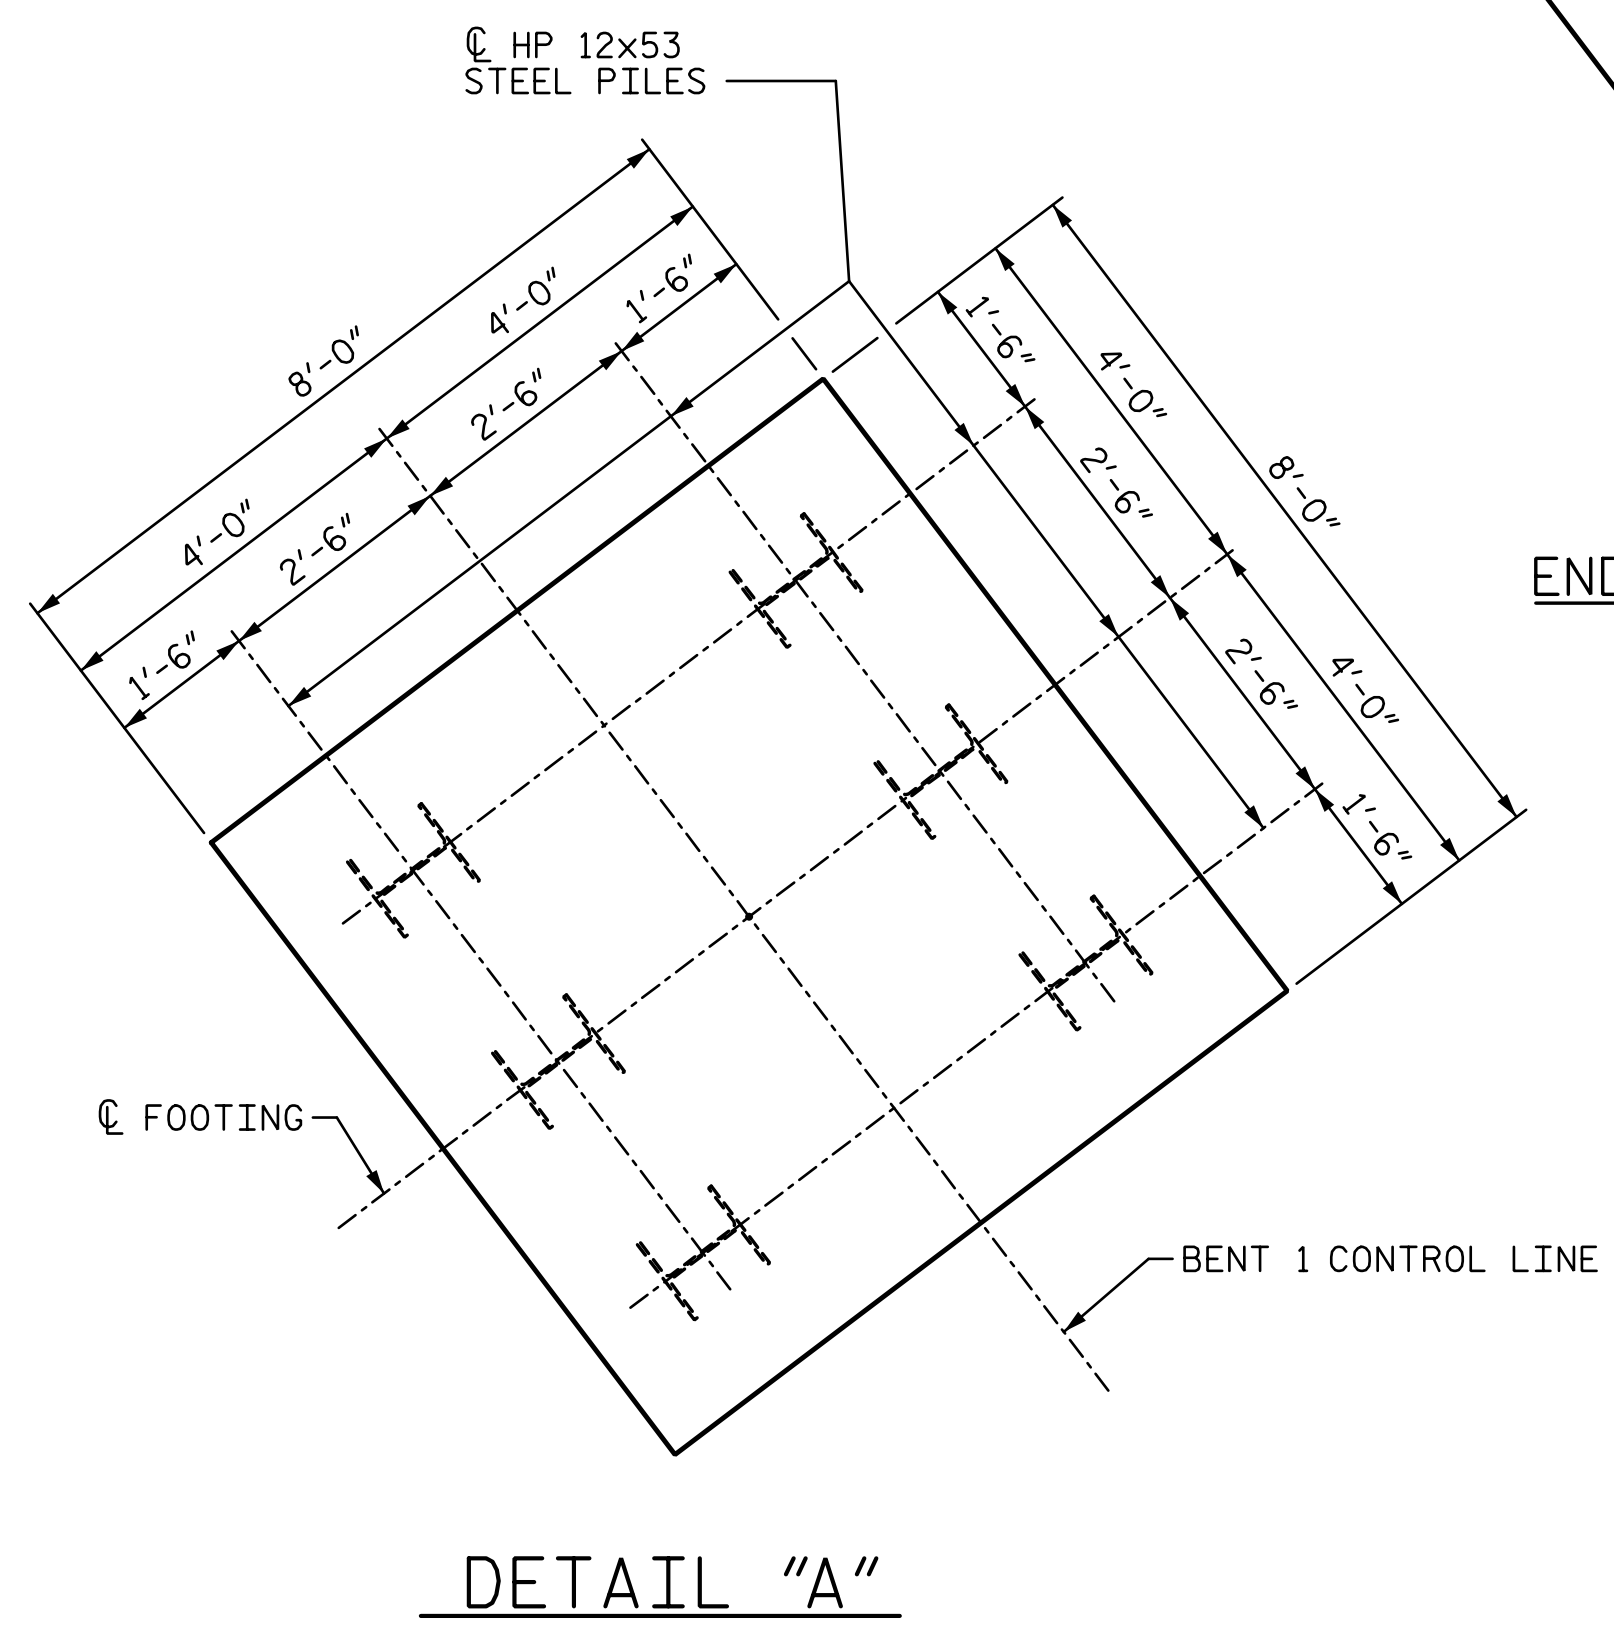 ℄ HP 12x53
STEEL PILES
8'-0"
4'-0"
4'-0"
1'-6"
2'-6"
2'-6"
1'-6"
1'-6"
4'-0"
8'-0"
2'-6"
2'-6"
4'-0"
1'-6"
END
℄ FOOTING
BENT 1 CONTROL LINE
DETAIL "A"